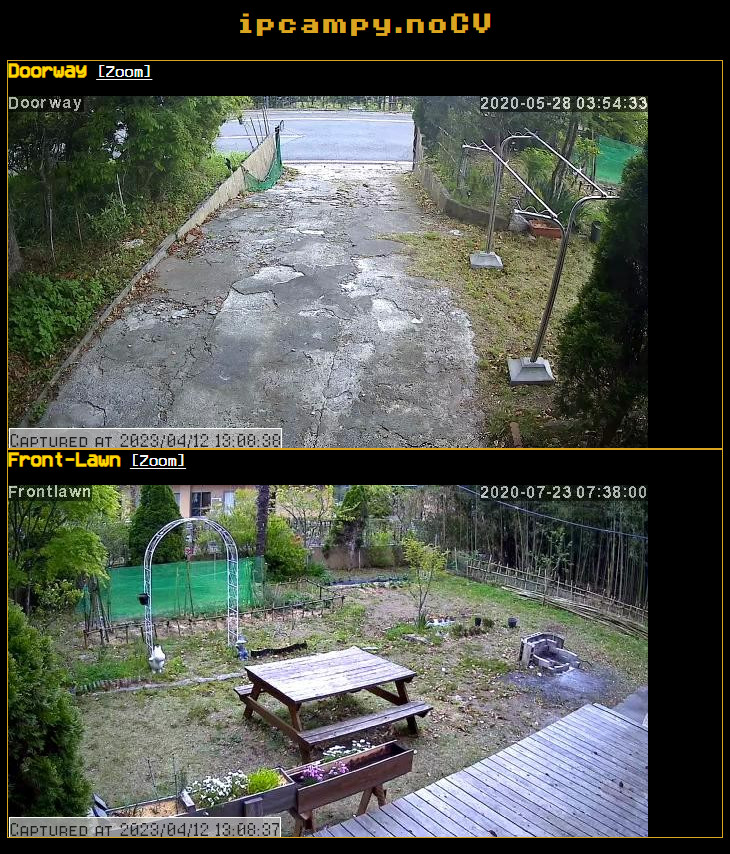 ipcampy.noCV
Doorway [Zoom]
Doorway 2020-05-28 03:54:33
CAPTURED AT 2023/04/12 13:08:38
Front-Lawn [Zoom]
Frontlawn 2020-07-23 07:38:00
CAPTURED AT 2023/04/12 13:08:37